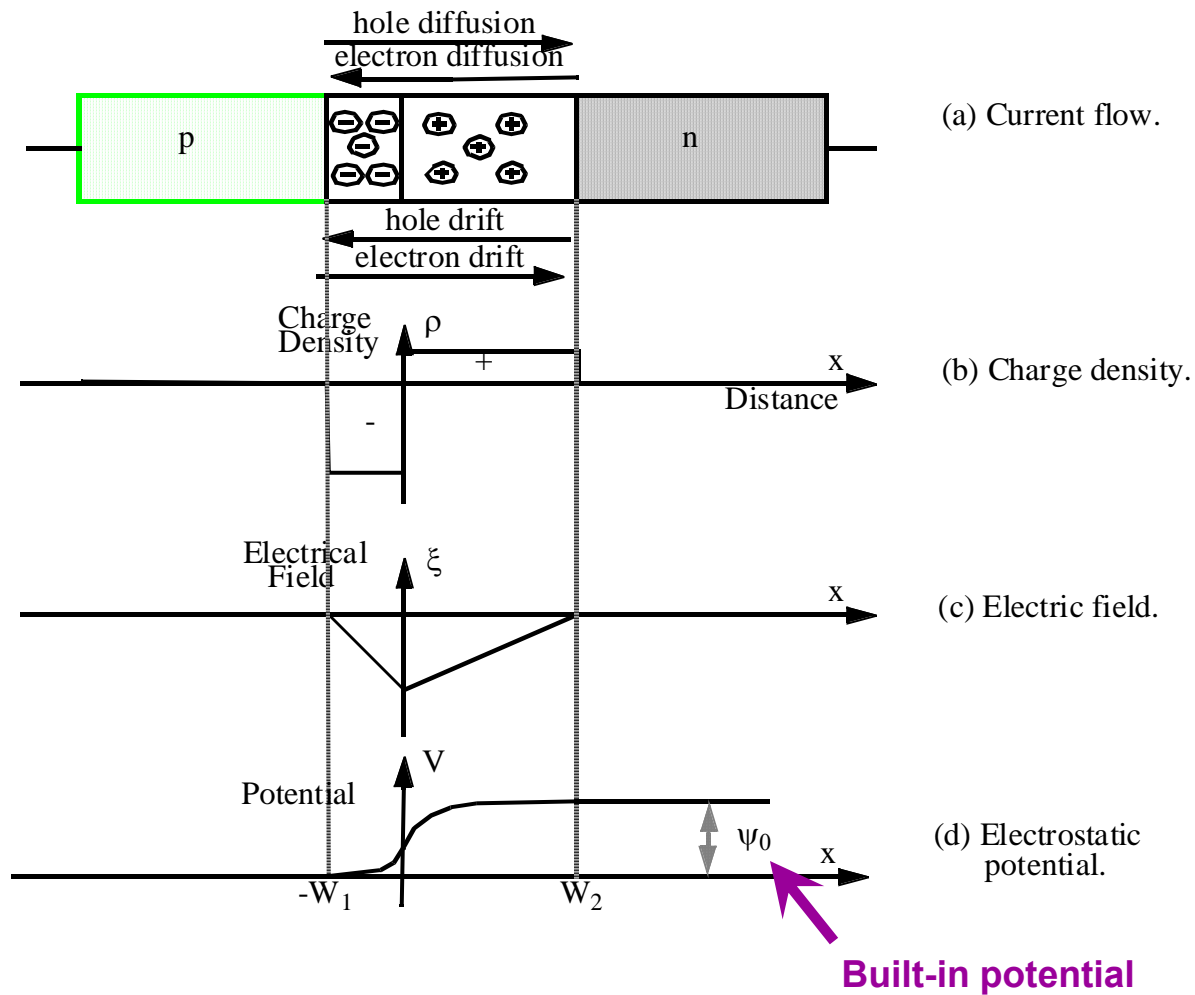 hole diffusion
electron diffusion
p
n
(a) Current flow.
hole drift
electron drift
Charge
Density
ρ
+
-
x
Distance
(b) Charge density.
Electrical
Field
ξ
x
(c) Electric field.
V
Potential
ψ0
x
(d) Electrostatic
potential.
-W1
W2
Built-in potential